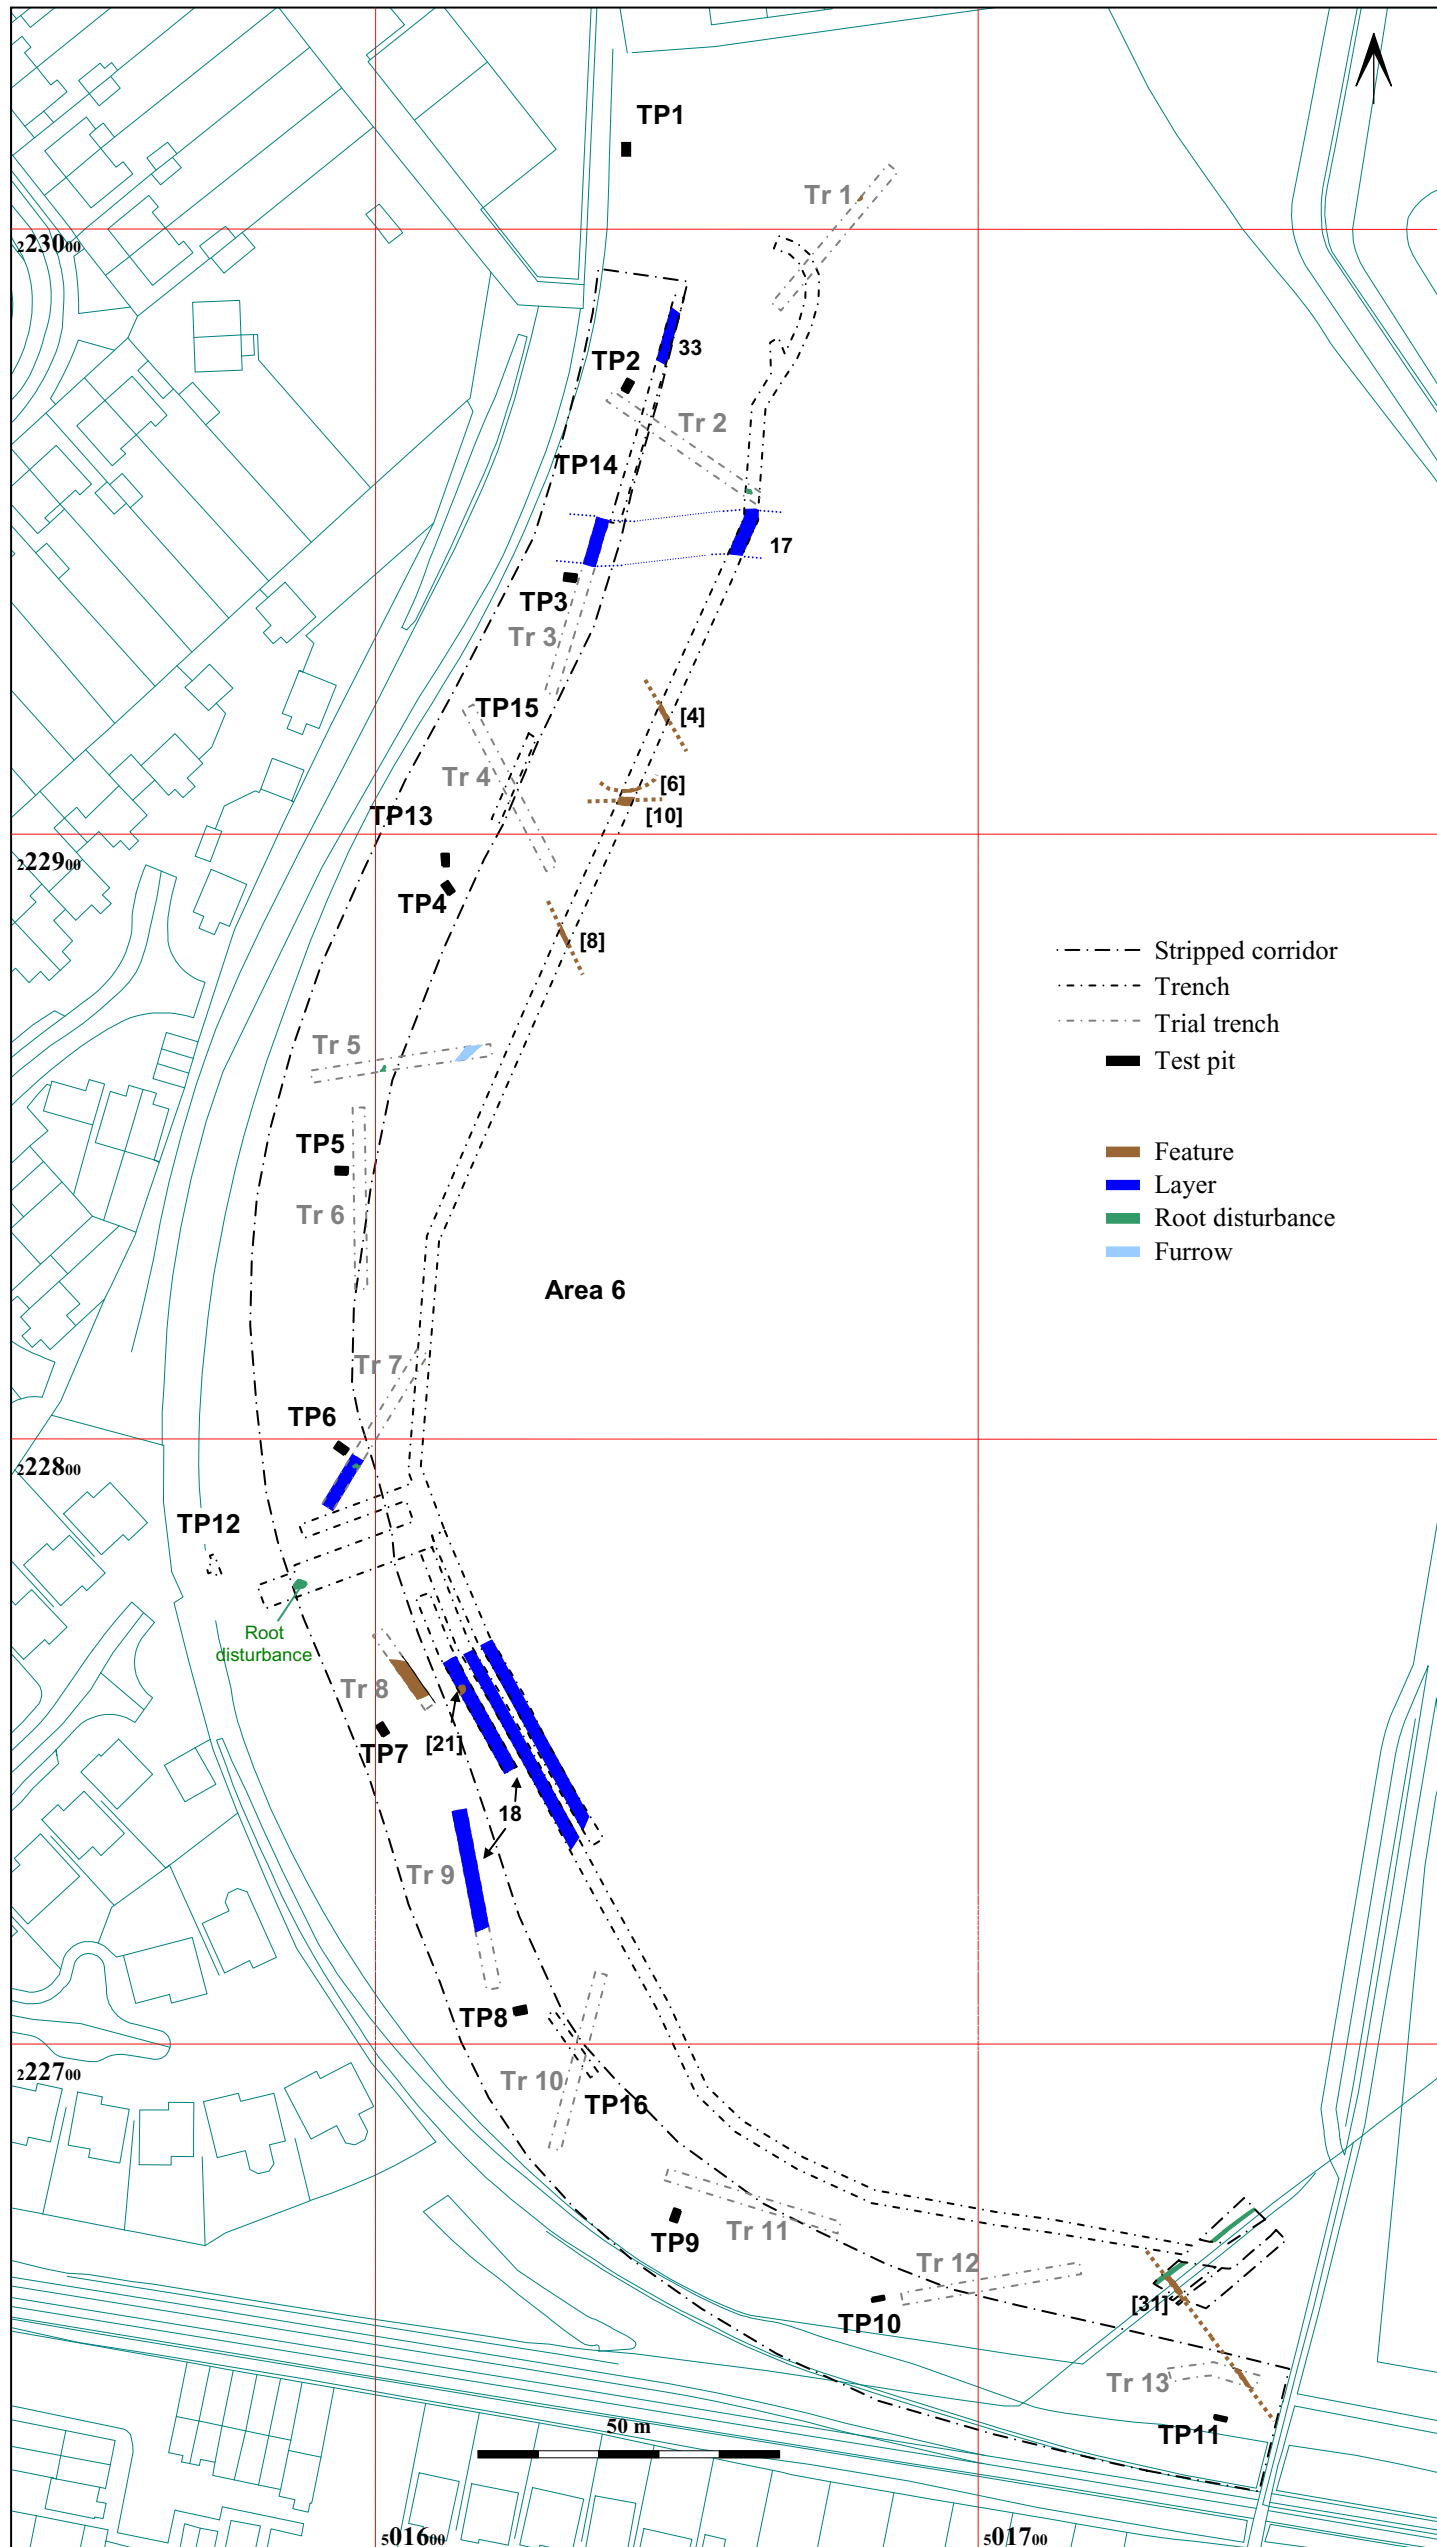 TP1
Tr 1
223000
33
TP2
Tr 2
TP14
17
TP3
Tr 3
TP15
[4]
Tr 4
[6]
TP13
[10]
222900
TP4
[8]
Stripped corridor
Trench
Trial trench
Test pit
Tr 5
TP5
Feature
Layer
Tr 6
Root disturbance
Furrow
Area 6
Tr 7
TP6
222800
TP12
Root
disturbance
Tr 8
[21]
TP7
18
Tr 9
TP8
222700
Tr 10
TP16
Tr 11
TP9
Tr 12
[31]
TP10
Tr 13
50 m
TP11
501600
501700